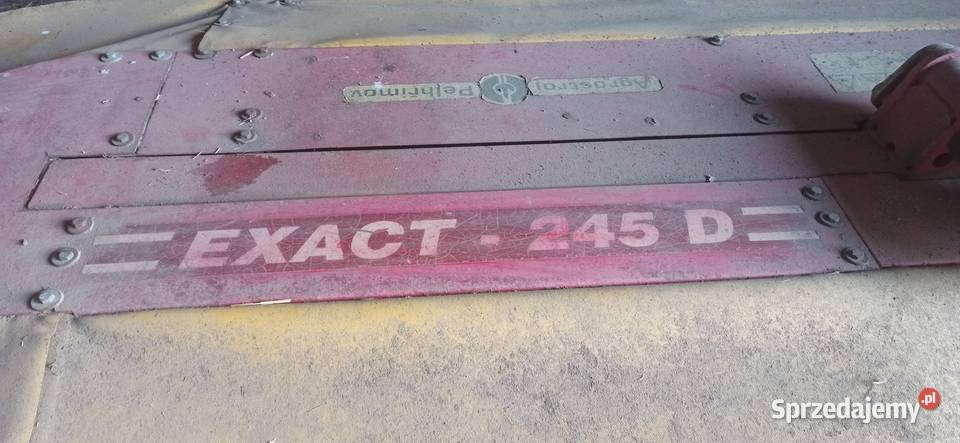 Agrostroj
Pelhřimov
EXACT - 245 D
Sprzedajemy.pl